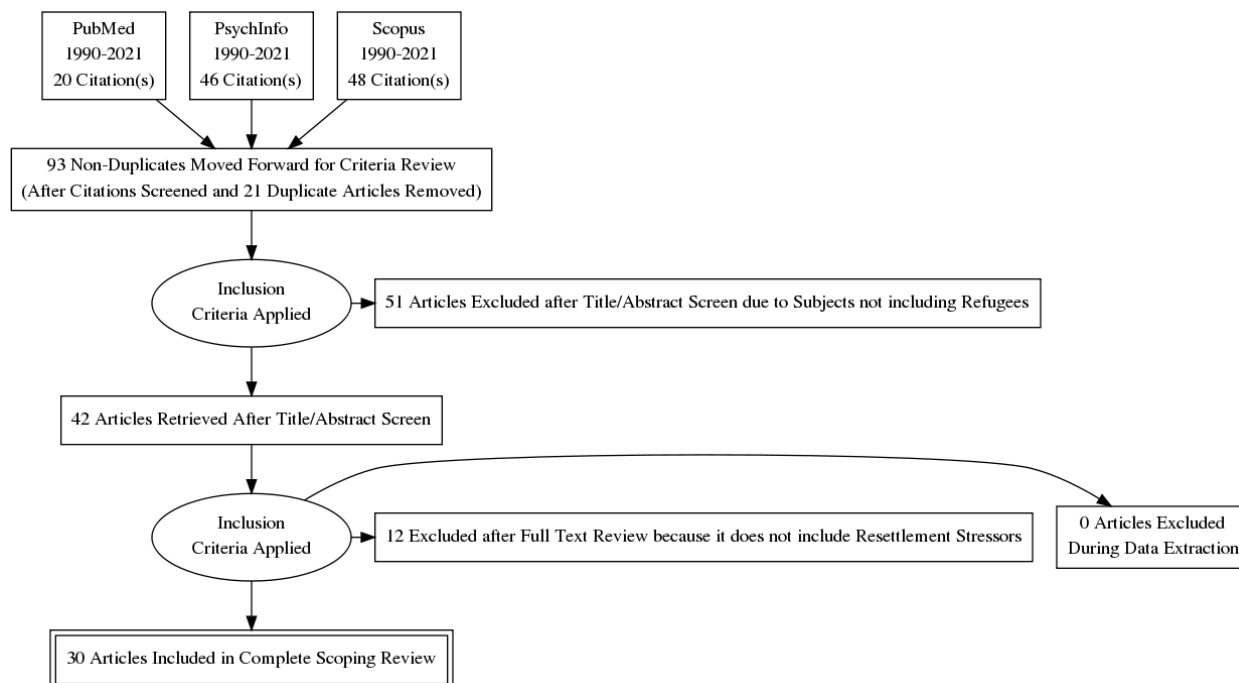 PubMed
1990-2021
20 Citation(s)
PsychInfo
1990-2021
46 Citation(s)
Scopus
1990-2021
48 Citation(s)
93 Non-Duplicates Moved Forward for Criteria Review
(After Citations Screened and 21 Duplicate Articles Removed)
Inclusion
Criteria Applied
51 Articles Excluded after Title/Abstract Screen due to Subjects not including Refugees
42 Articles Retrieved After Title/Abstract Screen
Inclusion
Criteria Applied
12 Excluded after Full Text Review because it does not include Resettlement Stressors
0 Articles Excluded
During Data Extraction
30 Articles Included in Complete Scoping Review